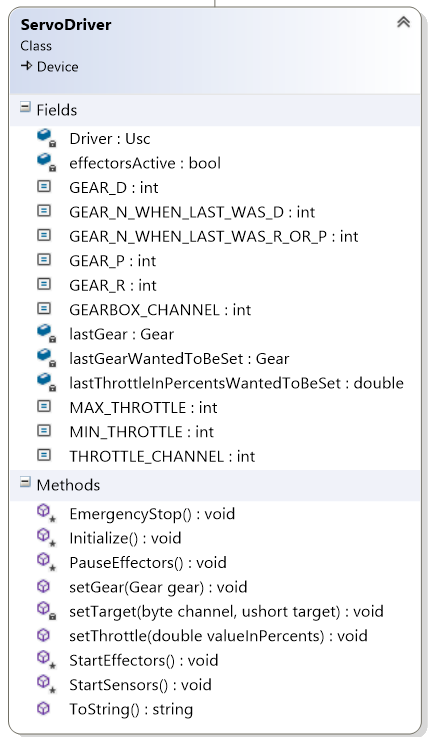 ServoDriver
Class
Device
Fields
Driver : Usc
effectorsActive : bool
GEAR_D : int
GEAR_N_WHEN_LAST_WAS_D : int
GEAR_N_WHEN_LAST_WAS_R_OR_P : int
GEAR_P : int
GEAR_R : int
GEARBOX_CHANNEL : int
lastGear : Gear
lastGearWantedToBeSet : Gear
lastThrottleInPercentsWantedToBeSet : double
MAX_THROTTLE : int
MIN_THROTTLE : int
THROTTLE_CHANNEL : int
Methods
EmergencyStop() : void
Initialize() : void
PauseEffectors() : void
setGear(Gear gear) : void
setTarget(byte channel, ushort target) : void
setThrottle(double valueInPercents) : void
StartEffectors() : void
StartSensors() : void
ToString() : string